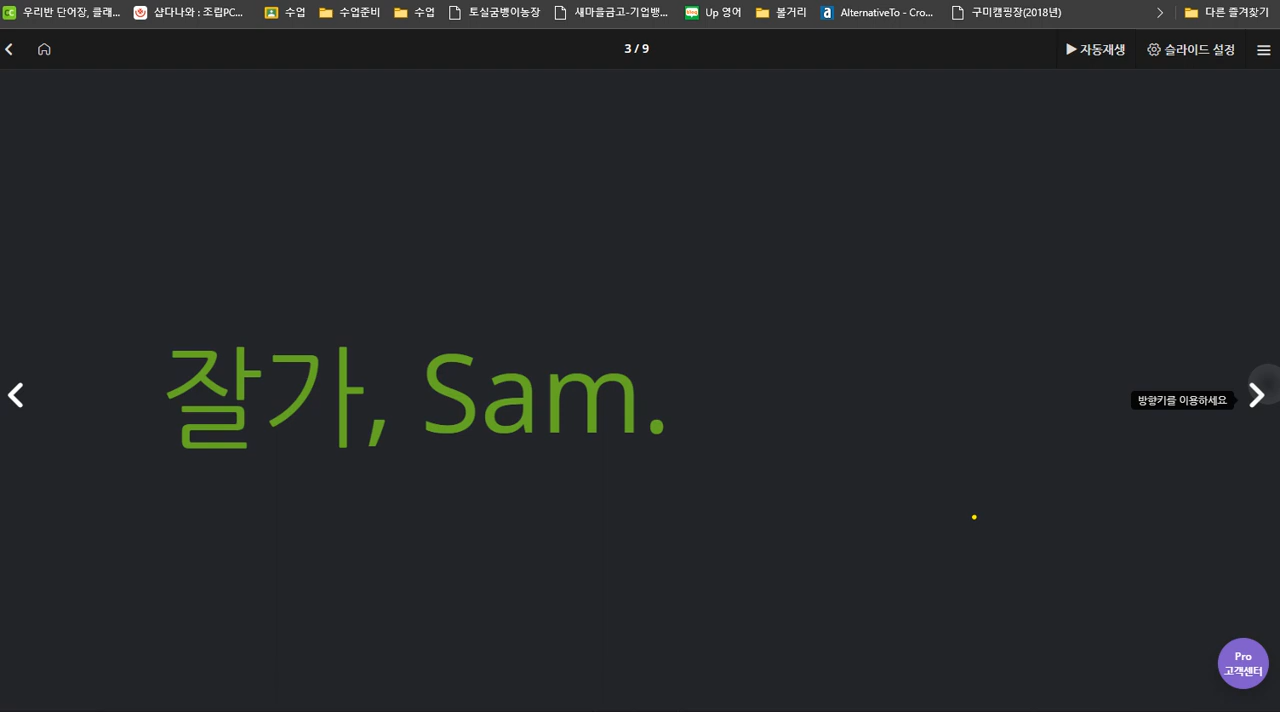 우리반 단어장, 클래...
샵다나와 : 조립PC...
수업
수업준비
수업
토실굼벵이농장
새마을금고-기업뱅...
Up 영어
볼거리
AlternativeTo - Cro...
구미캠핑장(2018년)
다른 즐겨찾기
3 / 9
자동재생
슬라이드 설정
잘가, Sam.
방향키를 이용하세요
Pro
고객센터